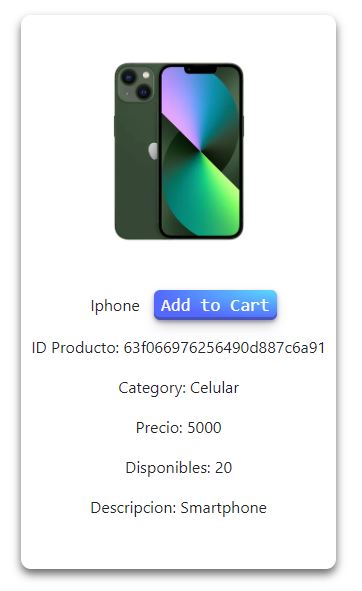 Iphone Add to Cart
ID Producto: 63f066976256490d887c6a91
Category: Celular
Precio: 5000
Disponibles: 20
Descripcion: Smartphone